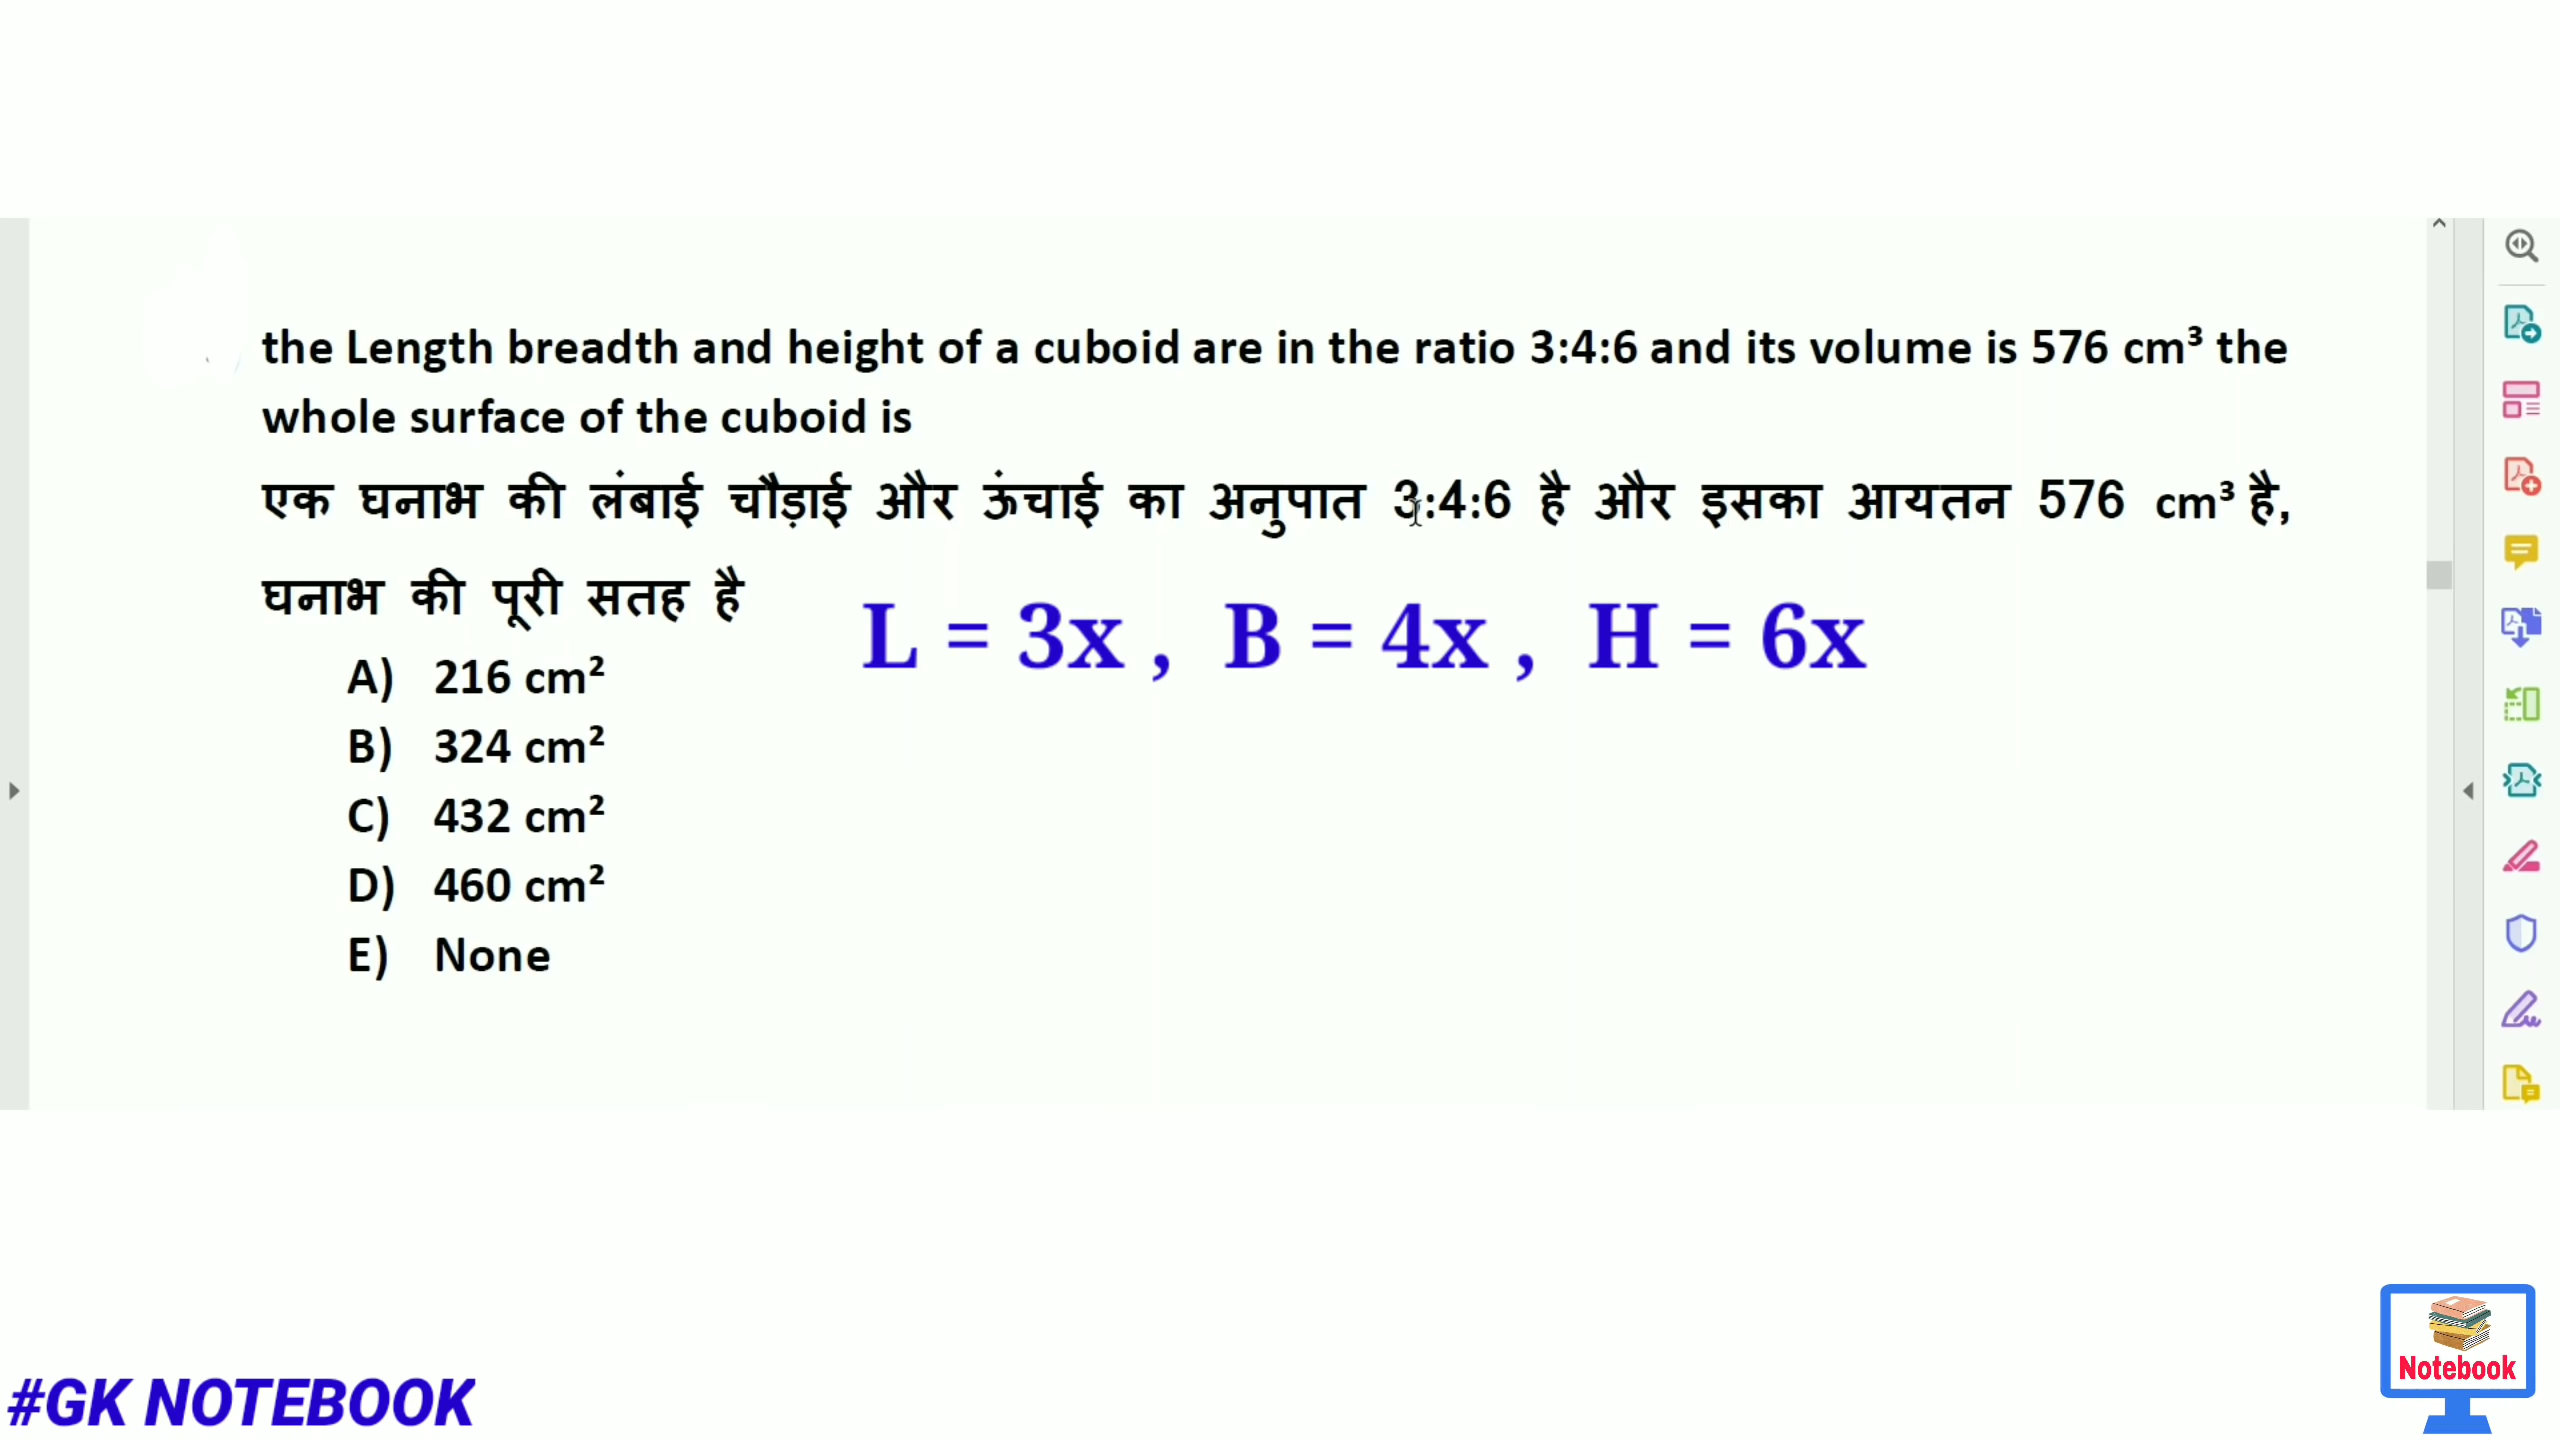 the Length breadth and height of a cuboid are in the ratio 3:4:6 and its volume is 576 cm³ the
whole surface of the cuboid is
एक घनाभ की लंबाई चौड़ाई और ऊंचाई का अनुपात 3:4:6 है और इसका आयतन 576 cm³ है,
घनाभ की पूरी सतह है
L = 3x , B = 4x , H = 6x
A) 216 cm²
B) 324 cm²
C) 432 cm²
D) 460 cm²
E) None
Notebook
#GK NOTEBOOK